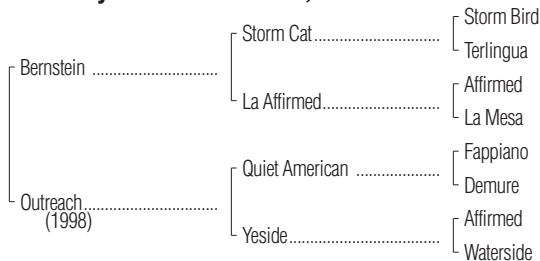 Storm Bird
Storm Cat
Terlingua
Bernstein
Affirmed
La Affirmed
La Mesa
Fappiano
Quiet American
Demure
Outreach
(1998)
Affirmed
Yeside
Waterside